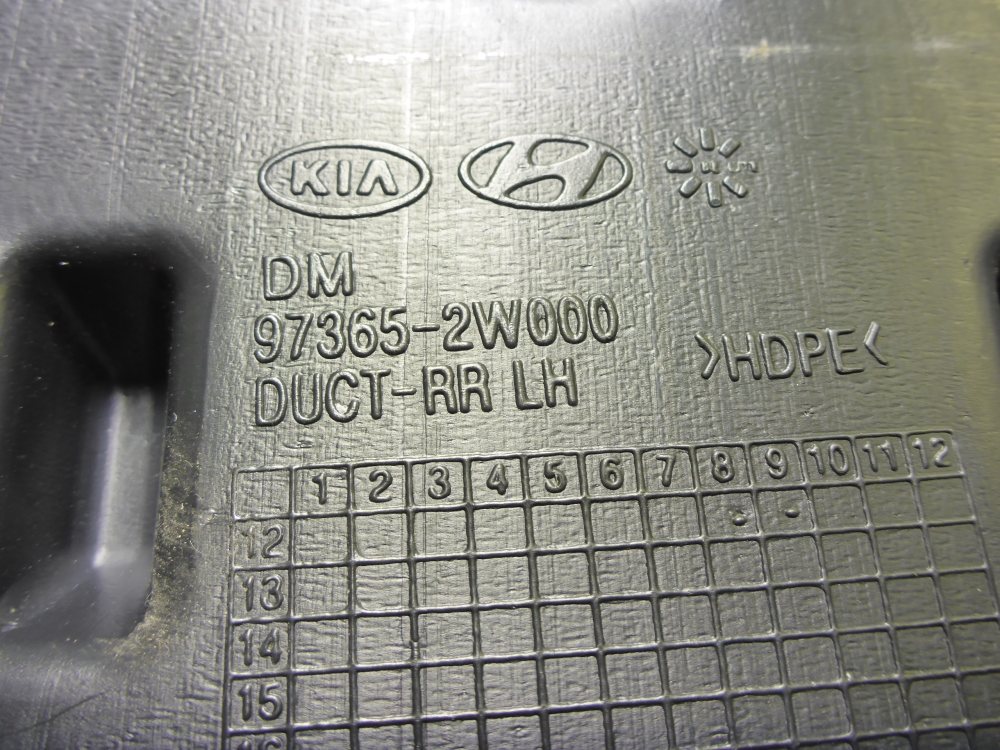 KIA
DM
97365-2W000
DUCT-RR LH
>HDPE<
1 2 3 4 5 6 7 8 9 10 11 12
12
13
14
15